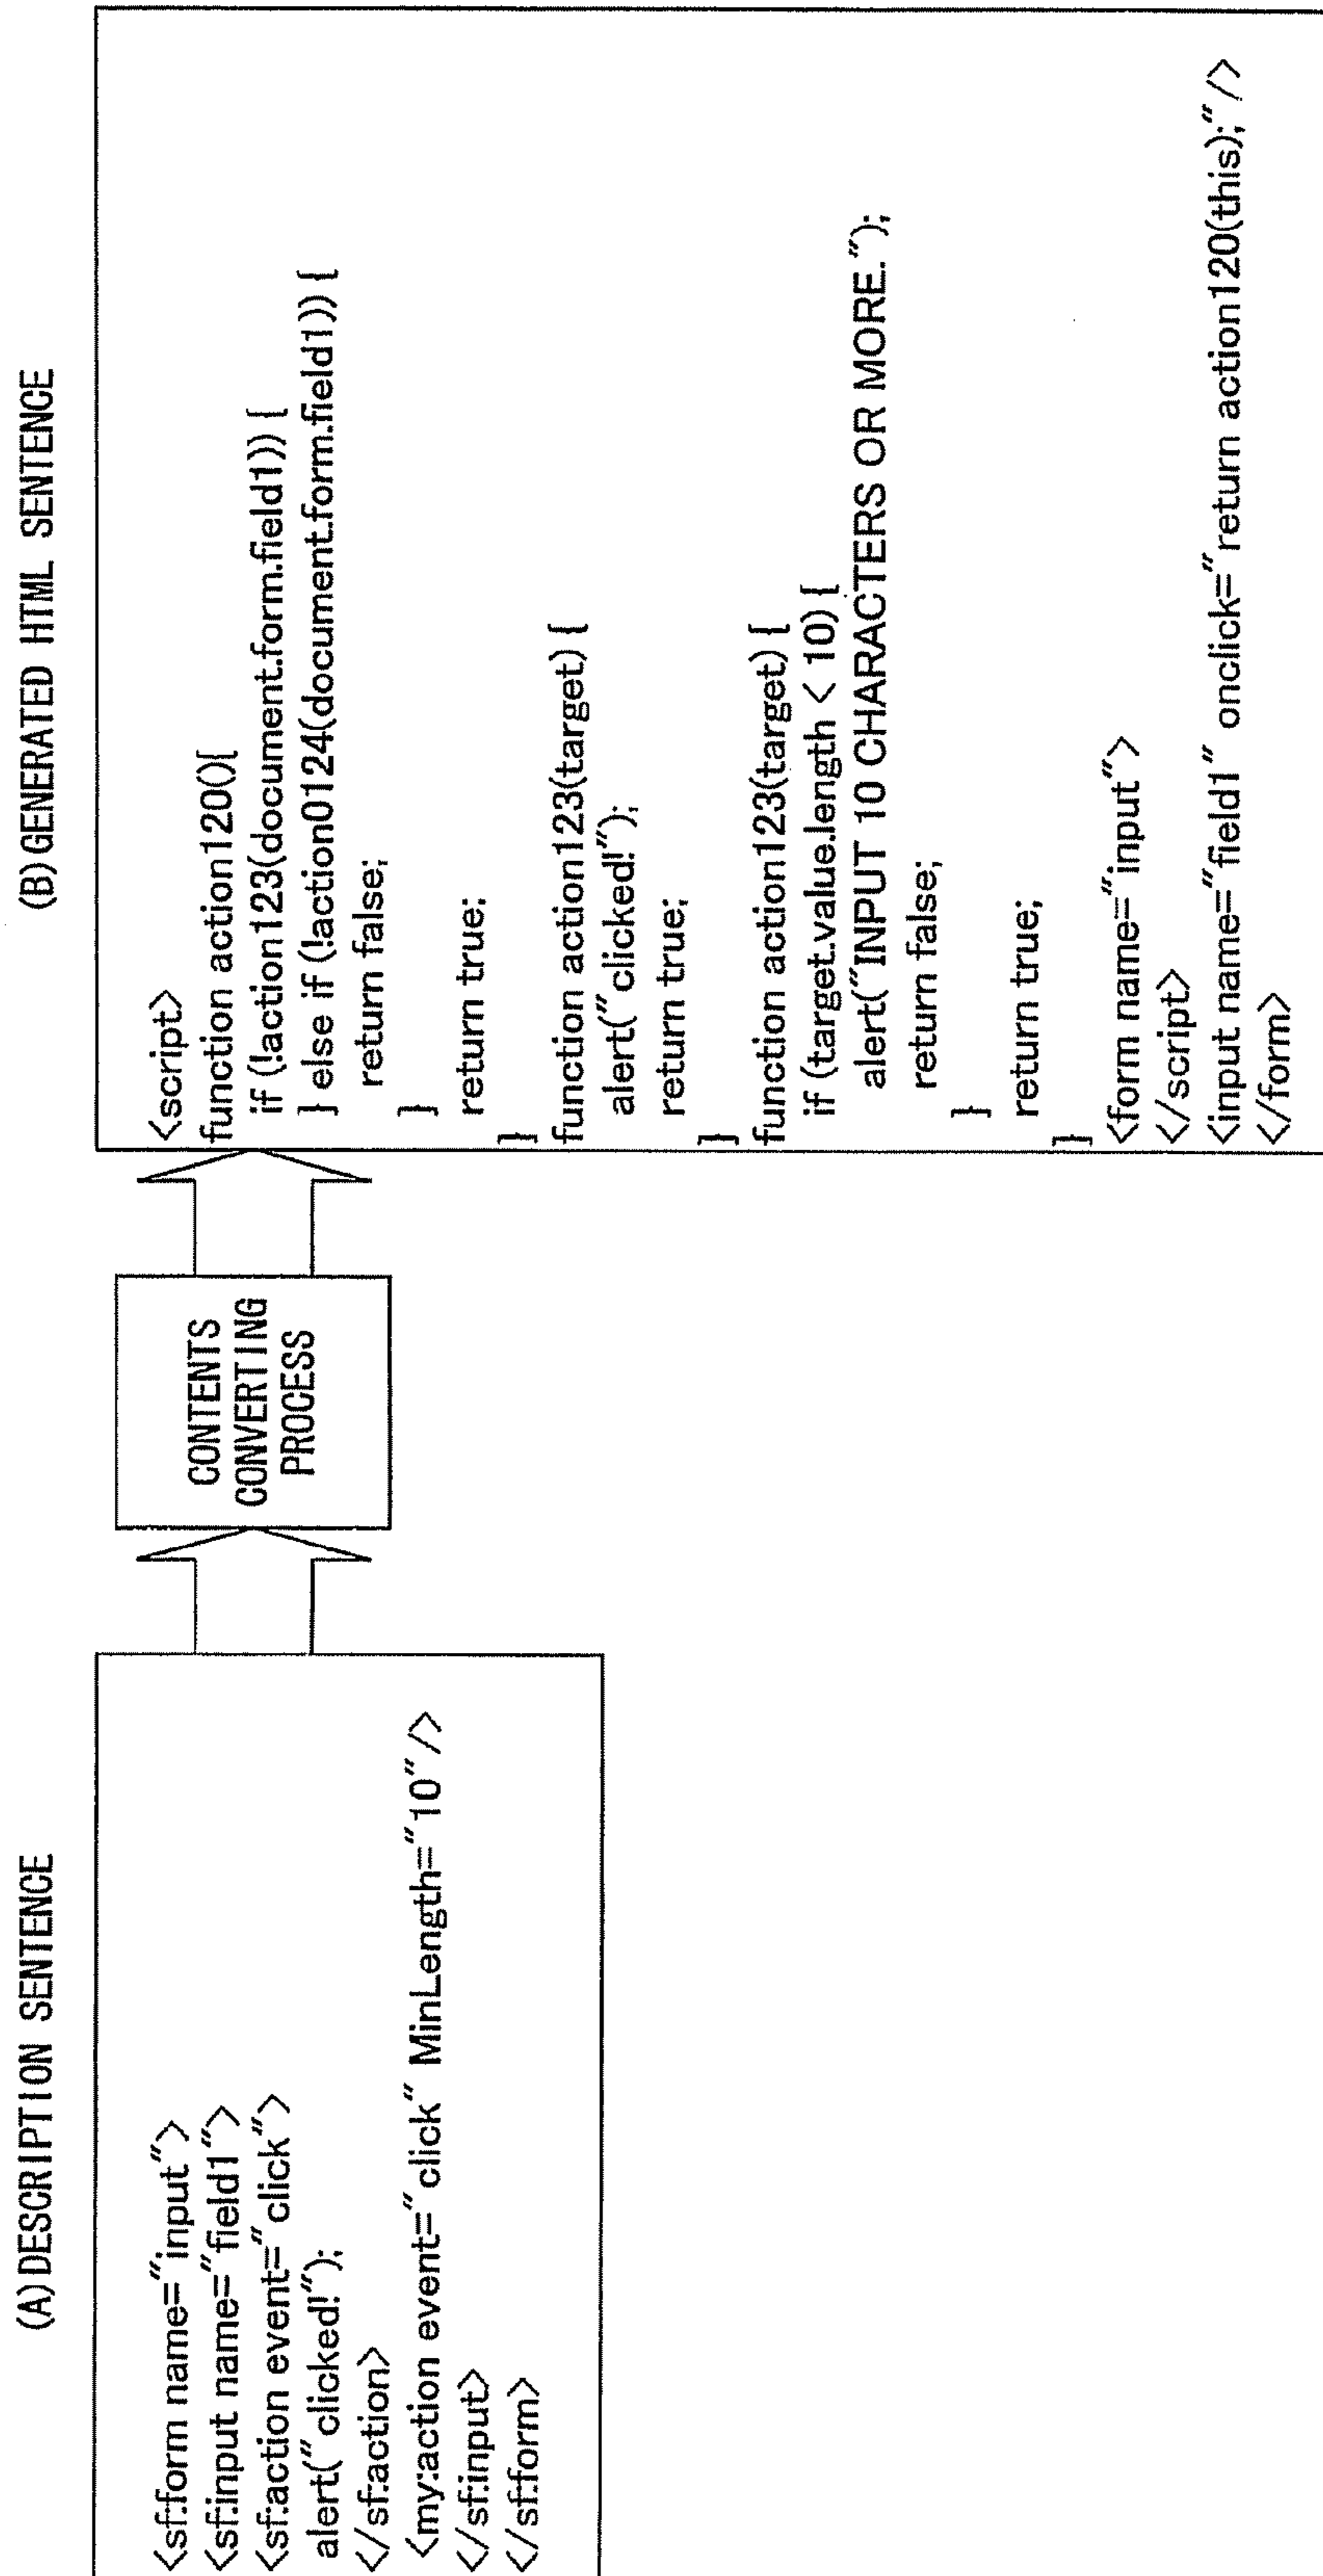 (A)DESCRIPTION SENTENCE
<sf:form name="input">
<sf:input name="field1">
<sf:action event="click">
alert("clicked!");
</sf:action>
<my:action event="click" MinLength="10"/>
</sf:input>
</sf:form>
CONTENTS
CONVERTING
PROCESS
(B)GENERATED HTML SENTENCE
<script>
function action120(){
if (!action123(document.form.field1)) {
} else if (!action0124(document.form.field1)) {
return false;
}
return true;
}
function action123(target) {
alert("clicked!");
return true;
}
function action123(target) {
if (target.value.length < 10) {
alert("INPUT 10 CHARACTERS OR MORE.");
return false;
}
return true;
}
<form name="input">
</script>
<input name="field1" onclick="return action120(this);"/>
</form>